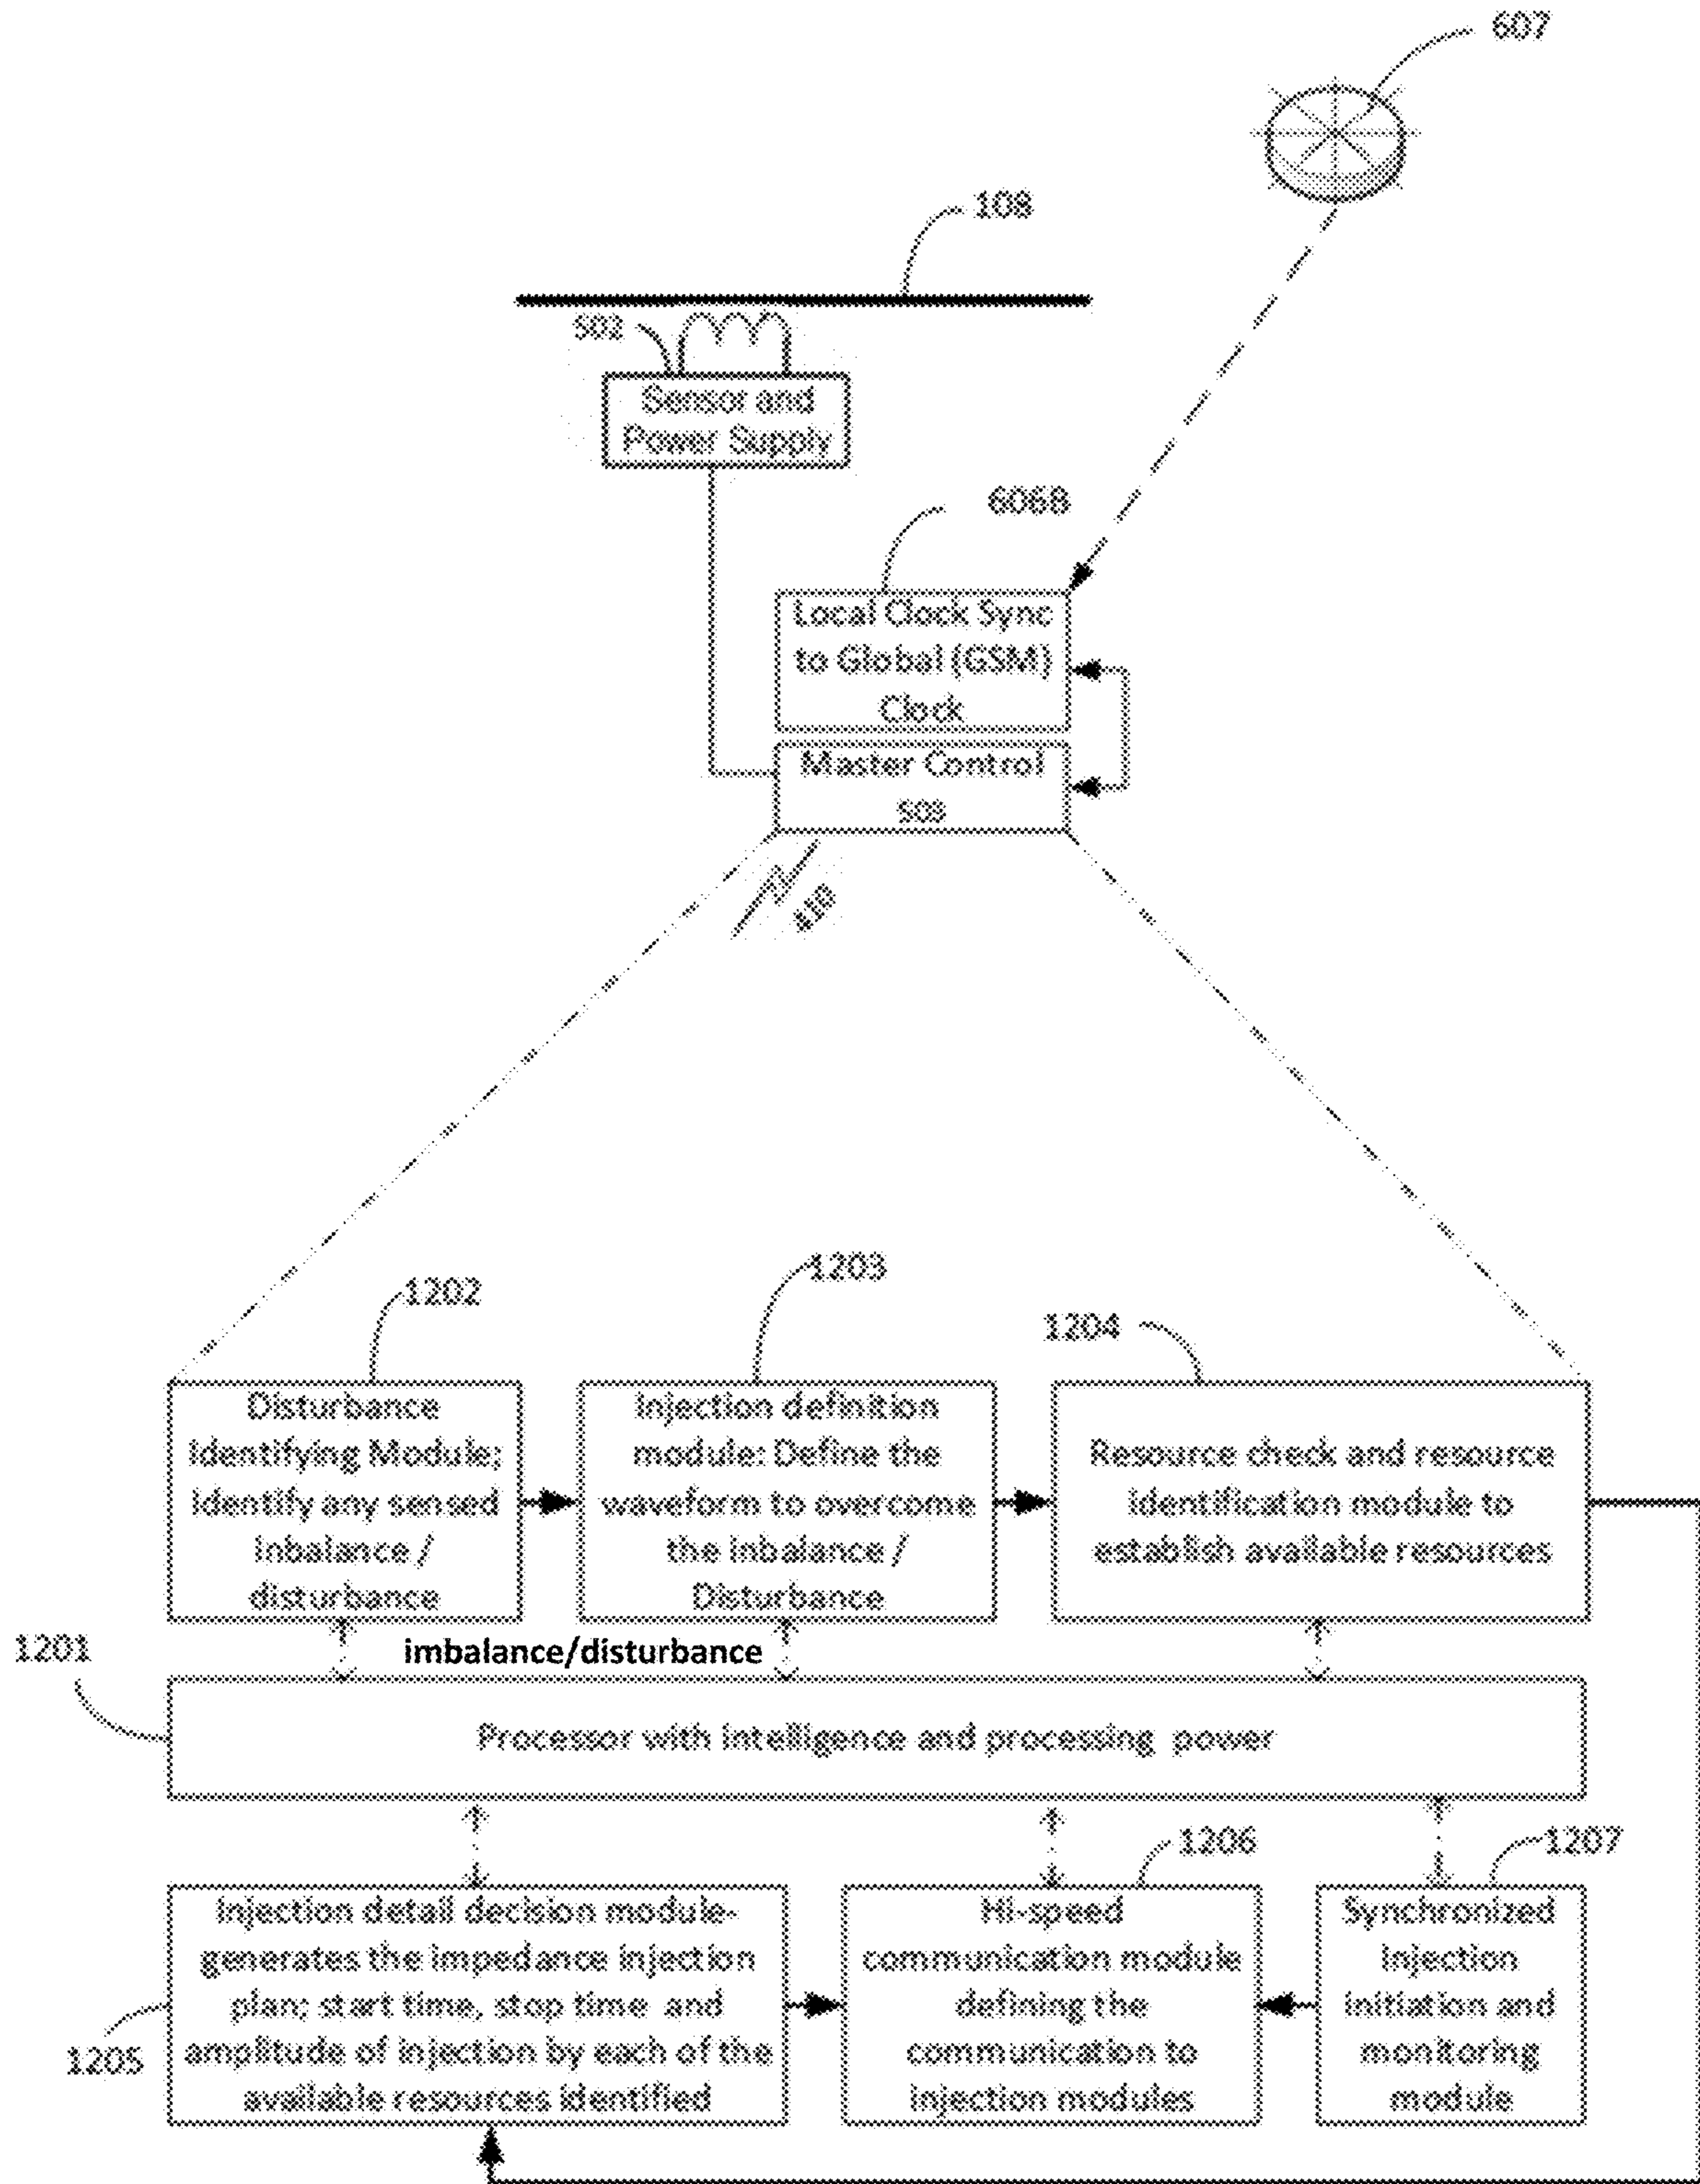 607
108
502
Sensor and
Power Supply
606B
Local Clock Sync
to Global (GSM)
Clock
Master Control
503
410
1202
1203
1204
Disturbance
Identifying Module;
identify any sensed
inbalance /
disturbance
Injection definition
module: Define the
waveform to overcome
the inbalance /
Disturbance
Resource check and resource
identification module to
establish available resources
1201
imbalance/disturbance
Processor with intelligence and processing power
1206
1207
Injection detail decision module-
generates the impedance injection
plan; start time, stop time and
amplitude of injection by each of the
available resources identified
1205
Hi-speed
communication module
defining the
communication to
injection modules
Synchronized
injection
initiation and
monitoring
module